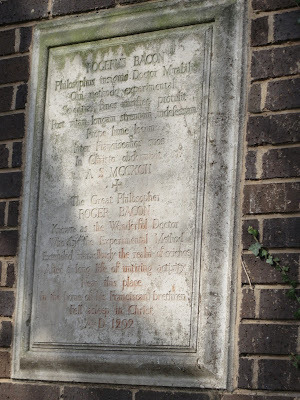 ROGERUS BACON
Philosophus insignis Doctor Mirabilis
Qui methodo experimentali
Scientiae fines mirifice protulit
Post vitam longam strenuam indefessam
Prope hunc locum
Inter Franciscanos suos
In Christo obdormivit
A S
The Great Philosopher
ROGER BACON
Known as the Wonderful Doctor
Who by the Experimental Method
Extended marvellously the realm of science
After a long life of untiring activity
Near this place
in the home of his Franciscan brethren
Fell asleep in Christ
A D 1292